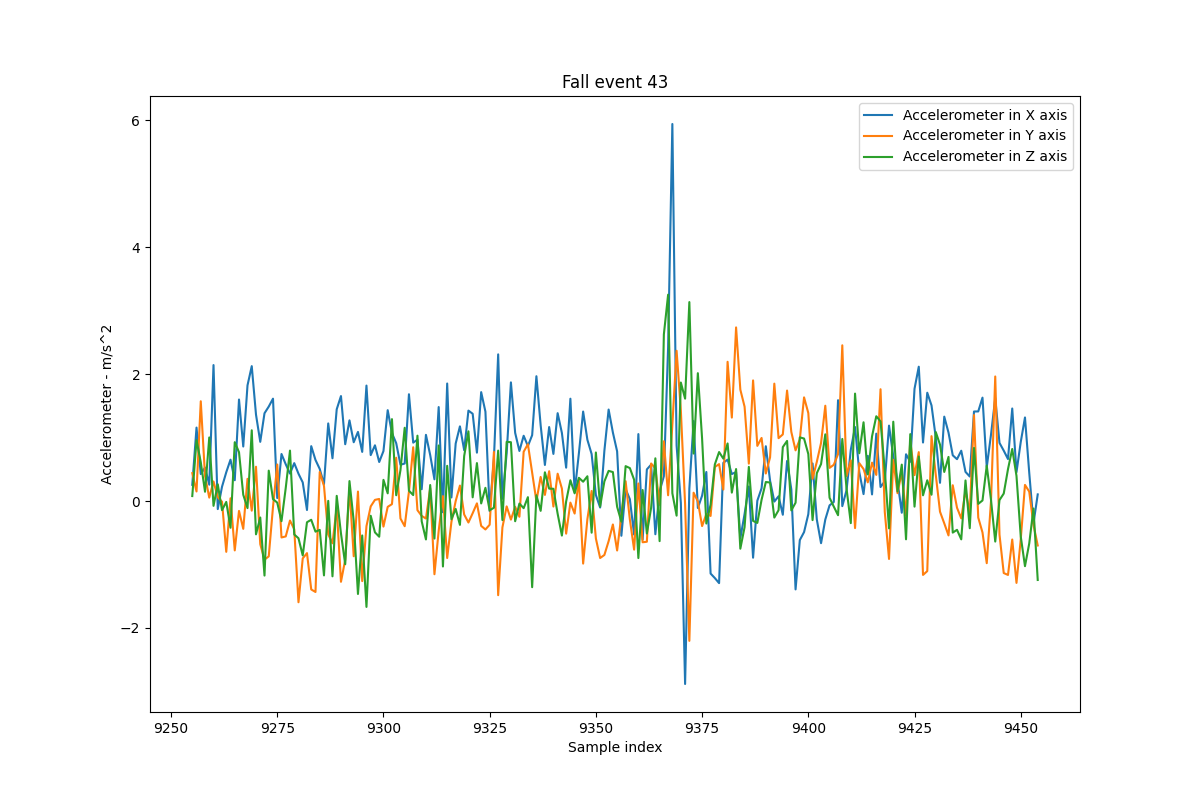 Fall event 43
Accelerometer in X axis
Accelerometer in Y axis
Accelerometer in Z axis
Accelerometer - m/s^2
6
4
2
0
−2
9250 9275 9300 9325 9350 9375 9400 9425 9450
Sample index